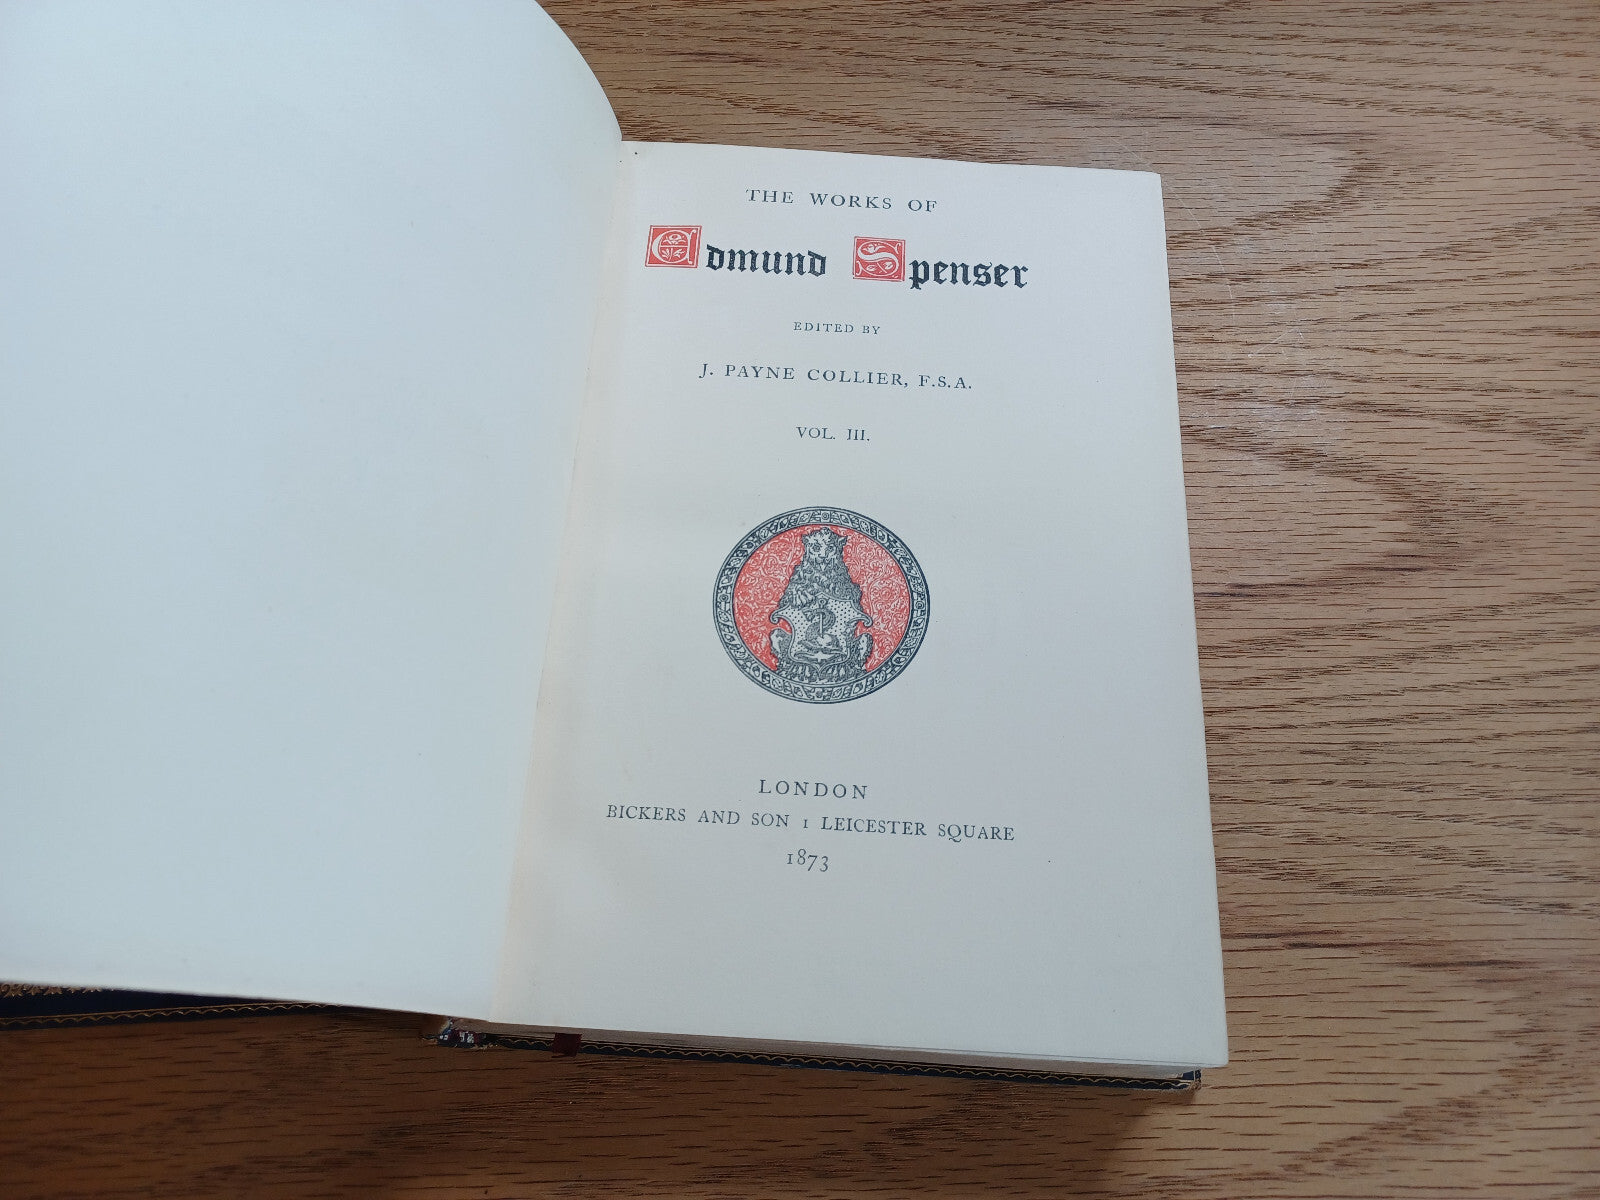 THE WORKS OF
Edmund Spenser
EDITED BY
J. PAYNE COLLIER, F.S.A.
VOL. III.
LONDON
BICKERS AND SON 1 LEICESTER SQUARE
1873